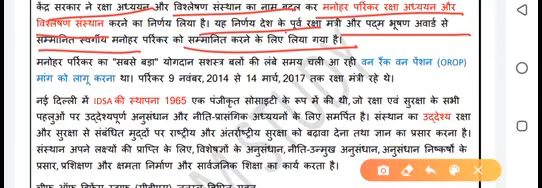 केंद्र सरकार ने रक्षा अध्ययन और विश्लेषण संस्थान का नाम बदल कर मनोहर पर्रिकर रक्षा अध्ययन और
विश्लेषण संस्थान करने का निर्णय लिया है। यह निर्णय देश के पूर्व रक्षा मंत्री और पद्म भूषण अवार्ड से
सम्मानित स्वर्गीय मनोहर पर्रिकर को सम्मानित करने के लिए लिया गया है।
मनोहर पर्रिकर का "सबसे बड़ा" योगदान सशस्त्र बलों की लंबे समय चली आ रही वन रैंक वन पेंशन (OROP)
मांग को लागू करना था। पर्रिकर 9 नवंबर, 2014 से 14 मार्च, 2017 तक रक्षा मंत्री रहे थे।
नई दिल्ली में IDSA की स्थापना 1965 एक पंजीकृत सोसाइटी के रूप में की थी, जो रक्षा एवं सुरक्षा के सभी
पहलुओं पर उद्देश्यपूर्ण अनुसंधान और नीति-प्रासंगिक अध्ययनों के लिए समर्पित है। संस्थान का उद्देश्य रक्षा
और सुरक्षा से संबंधित मुद्दों पर राष्ट्रीय और अंतर्राष्ट्रीय सुरक्षा को बढ़ावा देना तथा ज्ञान का प्रसार करना है।
संस्थान अपने लक्ष्यों की प्राप्ति के लिए, विशेषज्ञों के अनुसंधान, नीति-उन्मुख अनुसंधान, अनुसंधान निष्कर्षों के
प्रसार, प्रशिक्षण और क्षमता निर्माण और सार्वजनिक शिक्षा का कार्य करता है।